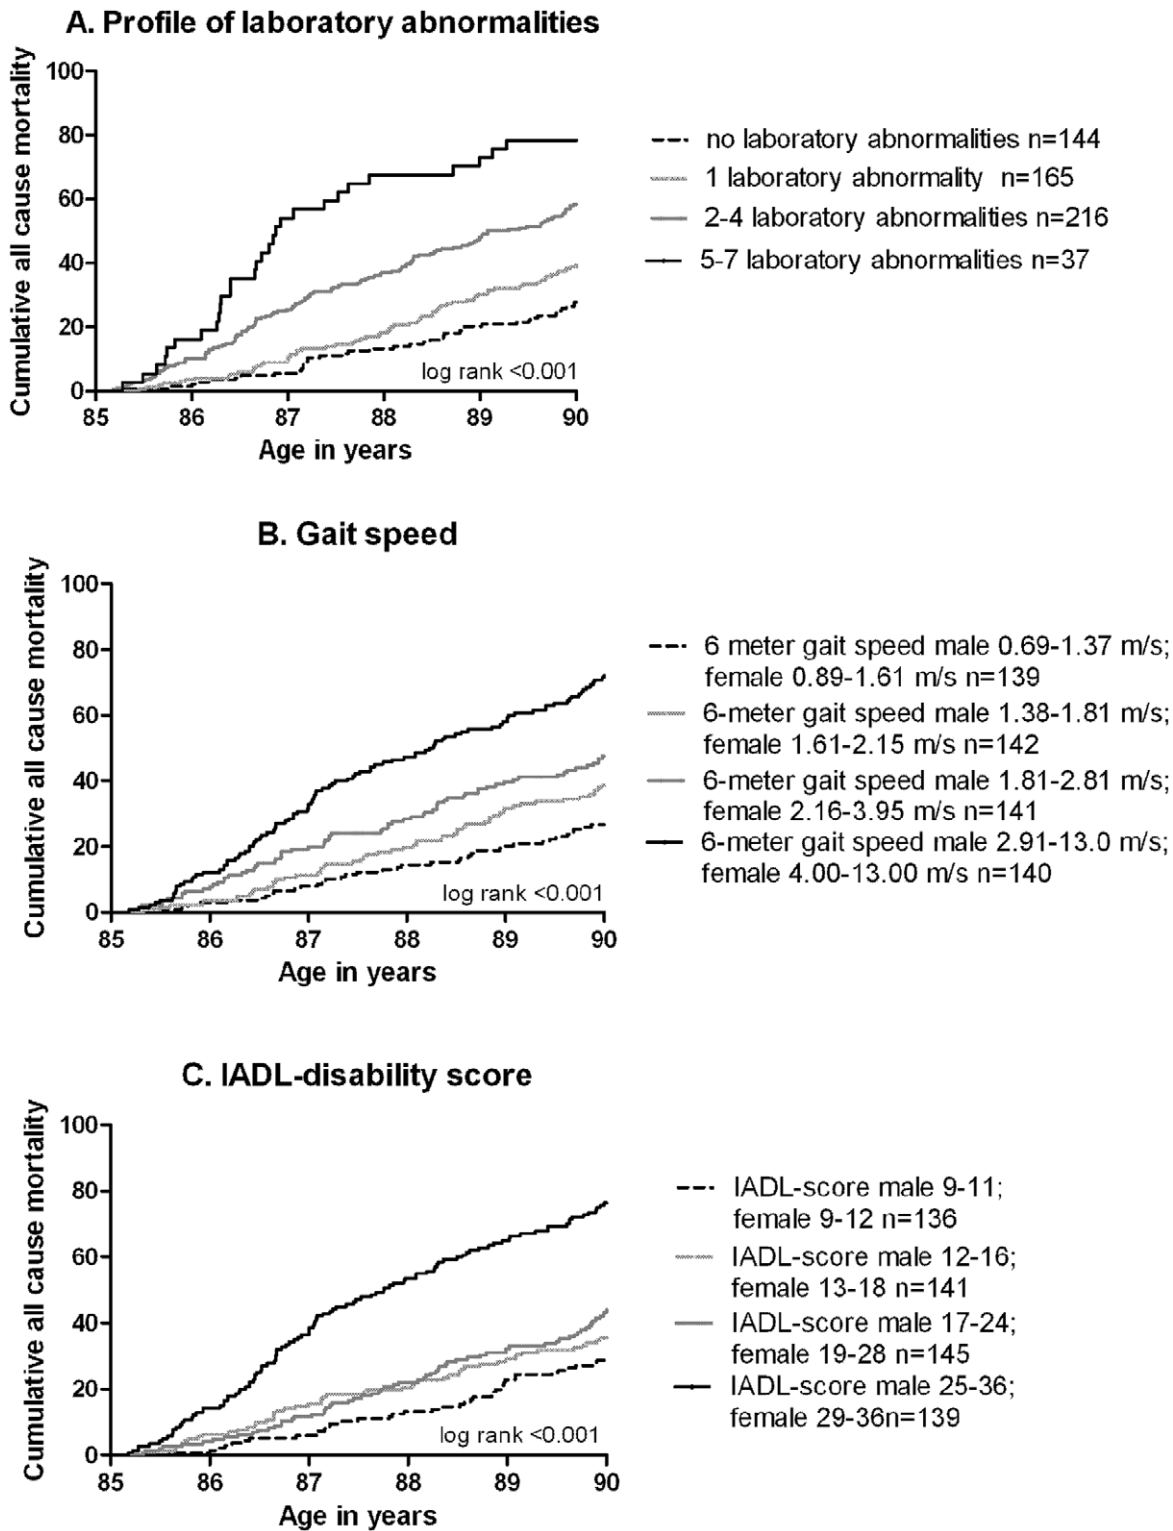 A. Profile of laboratory abnormalities
Cumulative all cause mortality
100
80
60
40
20
0
85
86
87
88
89
90
Age in years
log rank <0.001
no laboratory abnormalities n=144
1 laboratory abnormality n=165
2-4 laboratory abnormalities n=216
5-7 laboratory abnormalities n=37
B. Gait speed
Cumulative all cause mortality
100
80
60
40
20
0
85
86
87
88
89
90
Age in years
log rank <0.001
6 meter gait speed male 0.69-1.37 m/s;
female 0.89-1.61 m/s n=139
6-meter gait speed male 1.38-1.81 m/s;
female 1.61-2.15 m/s n=142
6-meter gait speed male 1.81-2.81 m/s;
female 2.16-3.95 m/s n=141
6-meter gait speed male 2.91-13.0 m/s;
female 4.00-13.00 m/s n=140
C. IADL-disability score
Cumulative all cause mortality
100
80
60
40
20
0
85
86
87
88
89
90
Age in years
log rank <0.001
IADL-score male 9-11;
female 9-12 n=136
IADL-score male 12-16;
female 13-18 n=141
IADL-score male 17-24;
female 19-28 n=145
IADL-score male 25-36;
female 29-36n=139